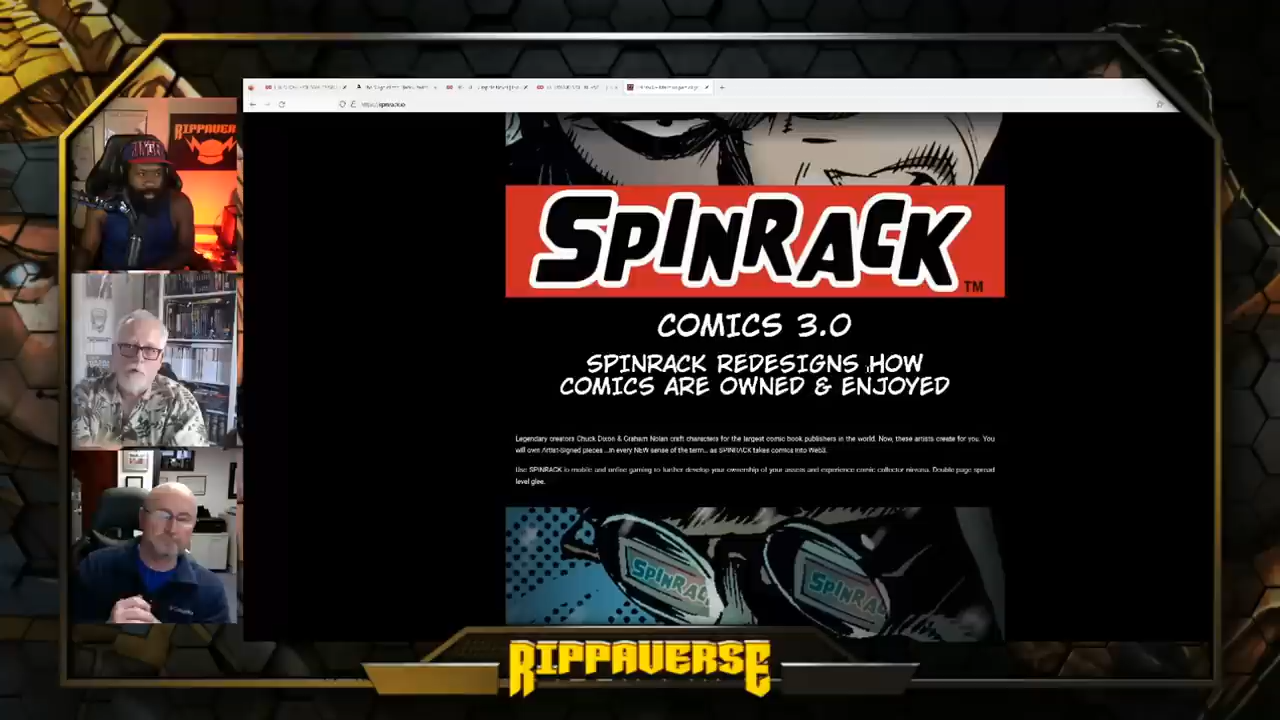 RIPPAVERSE
SPINRACK
TM
COMICS 3.0
SPINRACK REDESIGNS HOW
COMICS ARE OWNED & ENJOYED
Legendary creators Chuck Dixon & Graham Nolan craft characters for the largest comic book publishers in the world. Now, these artists create for you. You
will own Artist-Signed pieces ...in every NEW sense of the term... as SPINRACK takes comics into Web3.
Use SPINRACK.io mobile and online gaming to further develop your ownership of your assets and experience comic collector nirvana. Double page spread
level glee.
SPINRAC
SPINRAC
RIPPAVERSE